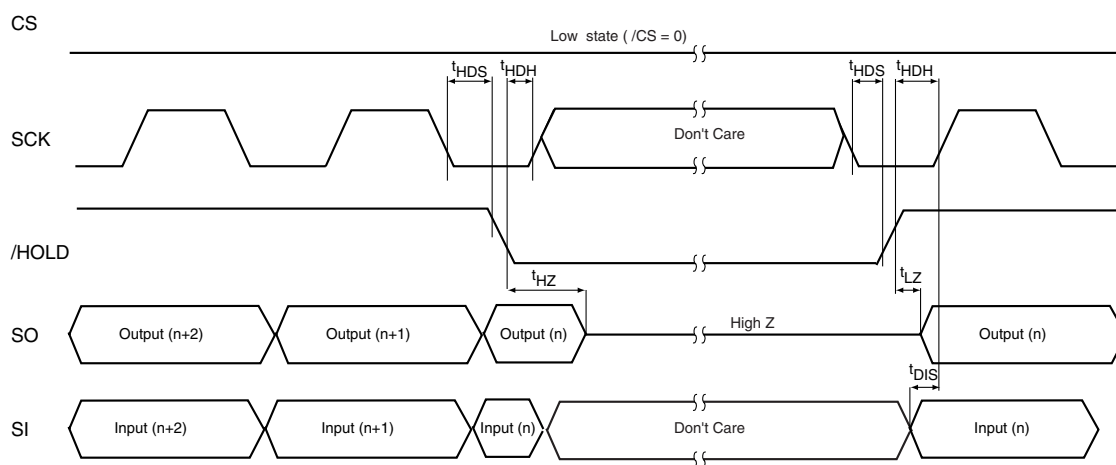 CS
Low state ( /CS = 0)
tHDS
tHDH
tHDS
tHDH
SCK
Don't Care
/HOLD
tHZ
tLZ
SO
Output (n+2)
Output (n+1)
Output (n)
High Z
Output (n)
tDIS
SI
Input (n+2)
Input (n+1)
Input (n)
Don't Care
Input (n)